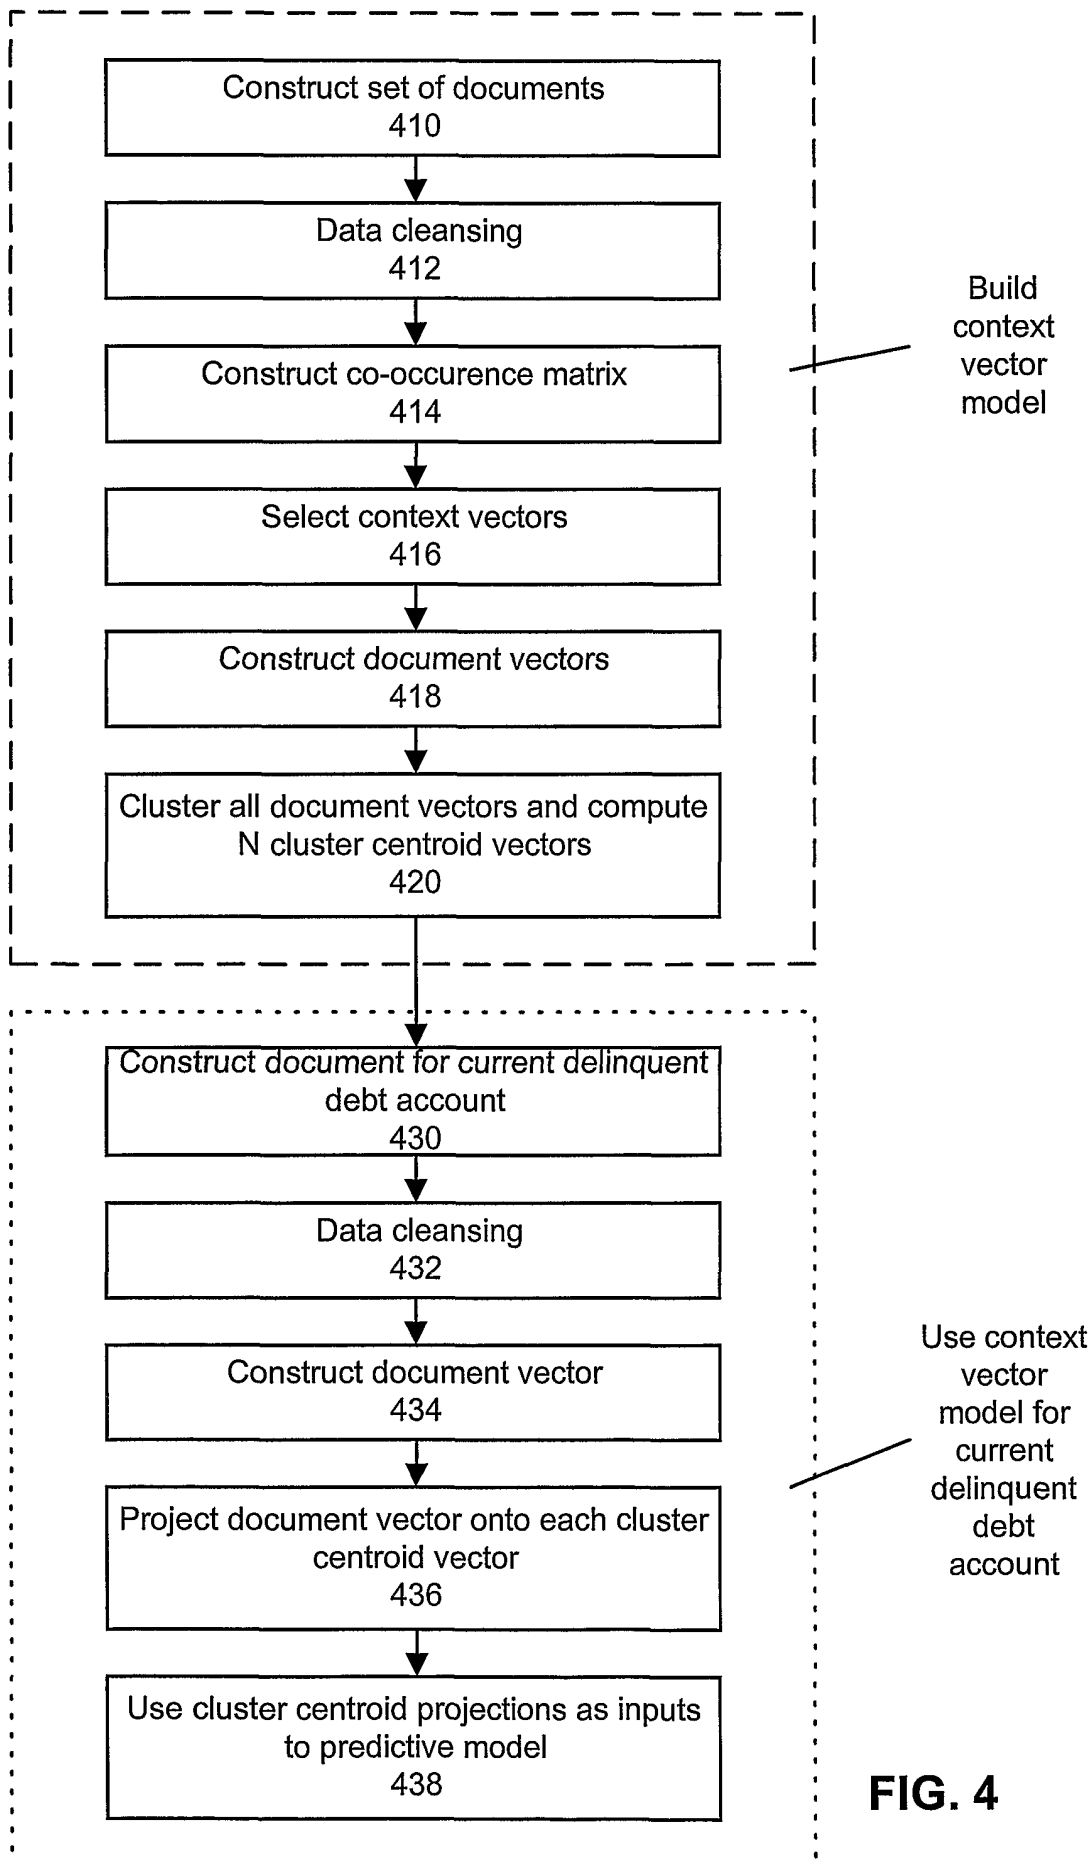 Construct set of documents
410
Data cleansing
412
Construct co-occurence matrix
414
Select context vectors
416
Construct document vectors
418
Cluster all document vectors and compute
N cluster centroid vectors
420
Build
context
vector
model
Construct document for current delinquent
debt account
430
Data cleansing
432
Construct document vector
434
Project document vector onto each cluster
centroid vector
436
Use cluster centroid projections as inputs
to predictive model
438
Use context
vector
model for
current
delinquent
debt
account
FIG. 4